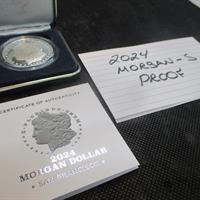 2024
MORGAN-S
PROOF
CERTIFICATE OF AUTHENTICITY
2024
MORGAN DOLLAR
SAN FRANCISCO